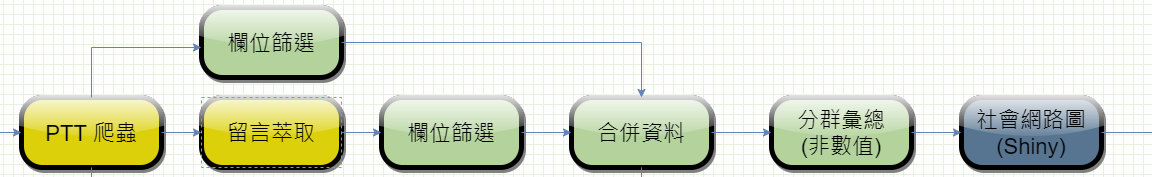 欄位篩選
PTT 爬蟲
留言萃取
欄位篩選
合併資料
分群彙總
(非數值)
社會網路圖
(Shiny)